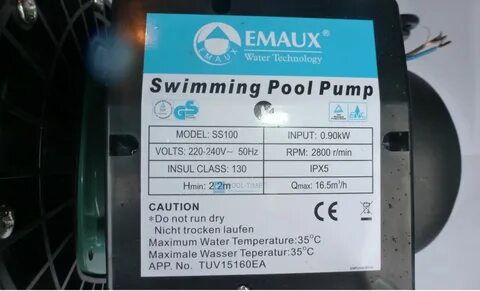 EMAUX®
EMAUX
Water Technology
Swimming Pool Pump
GS
MODEL: SS100 INPUT: 0.90kW
VOLTS: 220-240V~ 50Hz RPM: 2800 r/min
INSUL CLASS: 130 IPX5
Hmin: 2.2m Qmax: 16.5m³/h
CAUTION
*Do not run dry
Nicht trocken laufen
Maximum Water Temperature: 35°C
Maximale Wasser Teperatur: 35°C
APP. No. TUV15160EA
CE